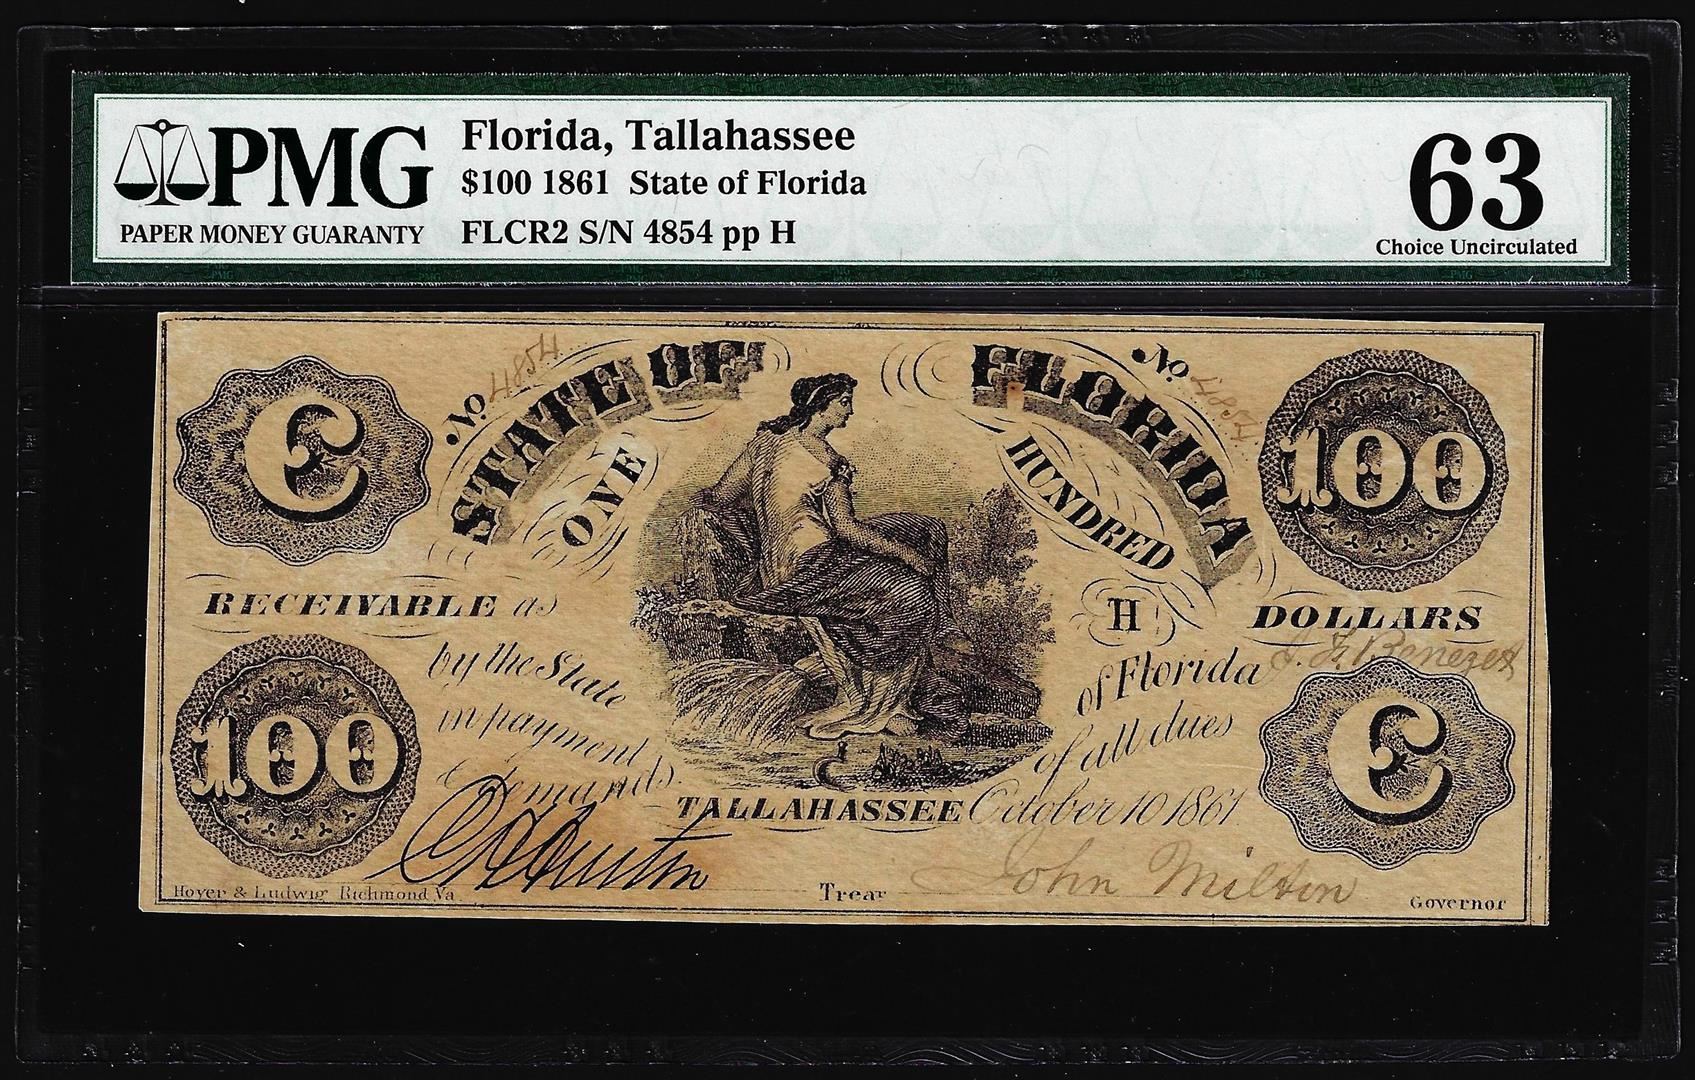 PMG
PAPER MONEY GUARANTY
Florida, Tallahassee
$100 1861 State of Florida
FLCR2 S/N 4854 pp H
63
Choice Uncirculated
No. 4854
No. 4854
STATE OF FLORIDA
C
ONE HUNDRED
100
RECEIVABLE as
H
DOLLARS
by the State
of Florida
J. F. Benezet
in payment
of all dues
& demands.
100
C
TALLAHASSEE October 10 1861
John Milton
Hoyer & Ludwig Richmond Va
Trear
Governor